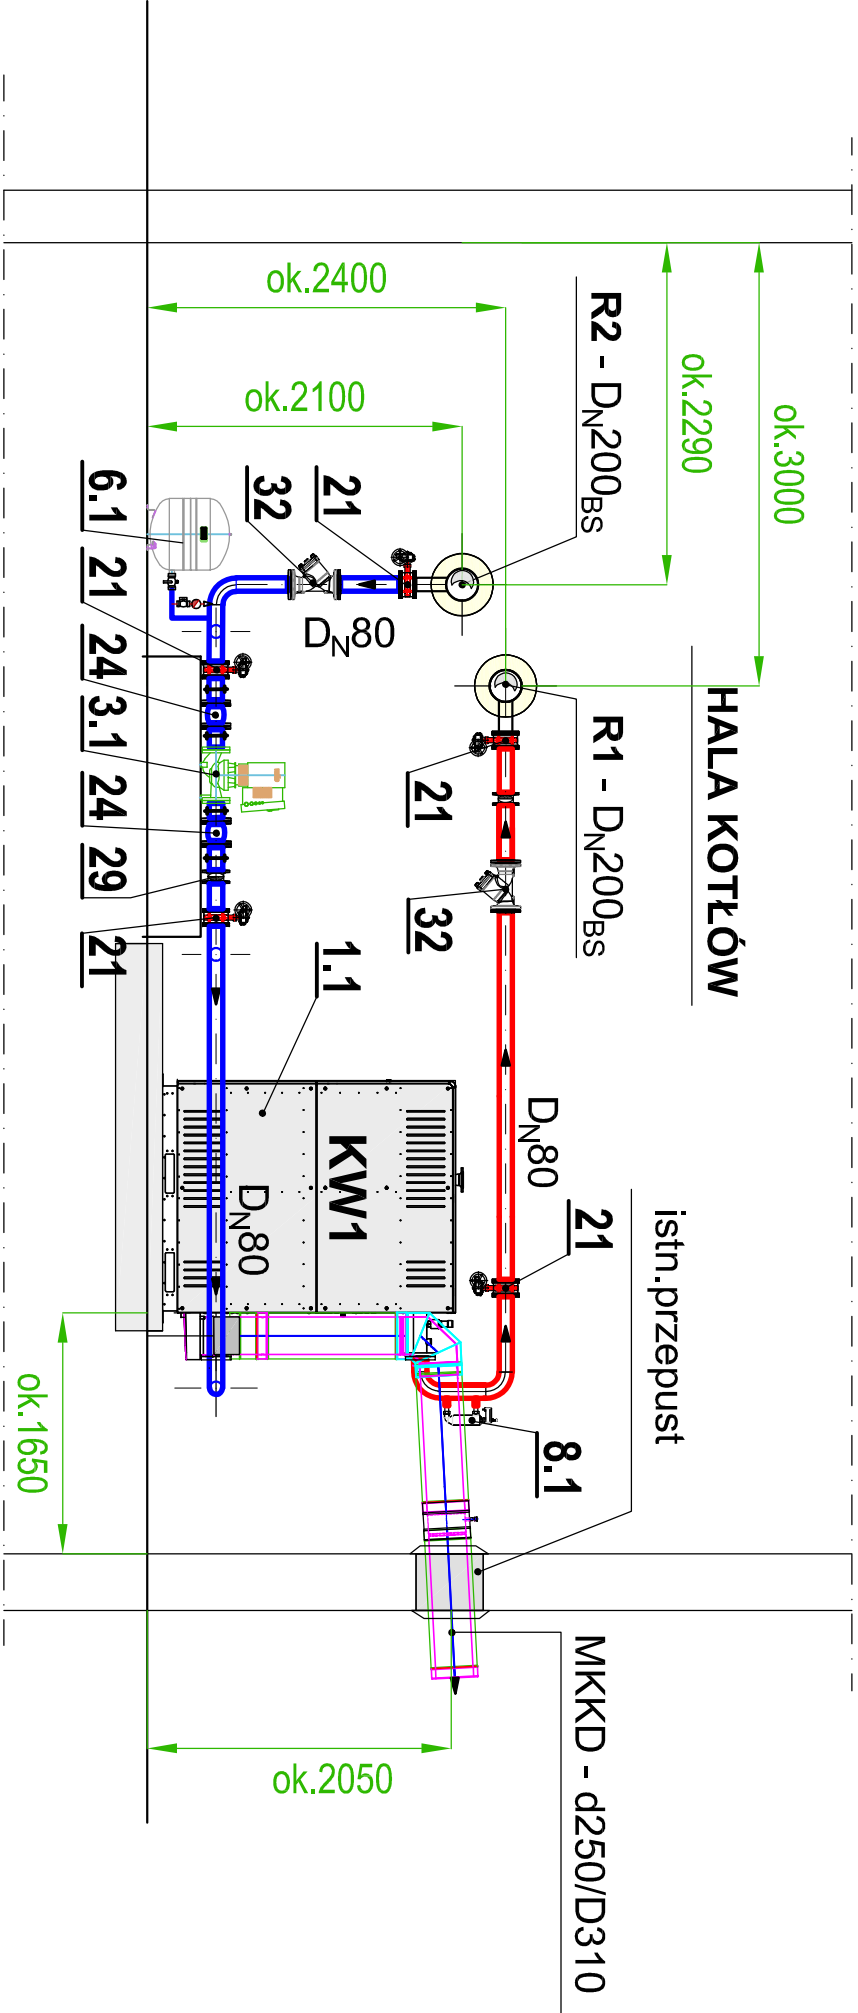 HALA KOTŁÓW
ok.3000
ok.2290
R2 - DN200BS
R1 - DN200BS
ok.2400
ok.2100
21
32
DN80
21
32
DN80
21
istn.przepust
8.1
MKKD - d250/D310
1.1
KW1
DN80
6.1
21
24
3.1
24
29
21
ok.1650
ok.2050